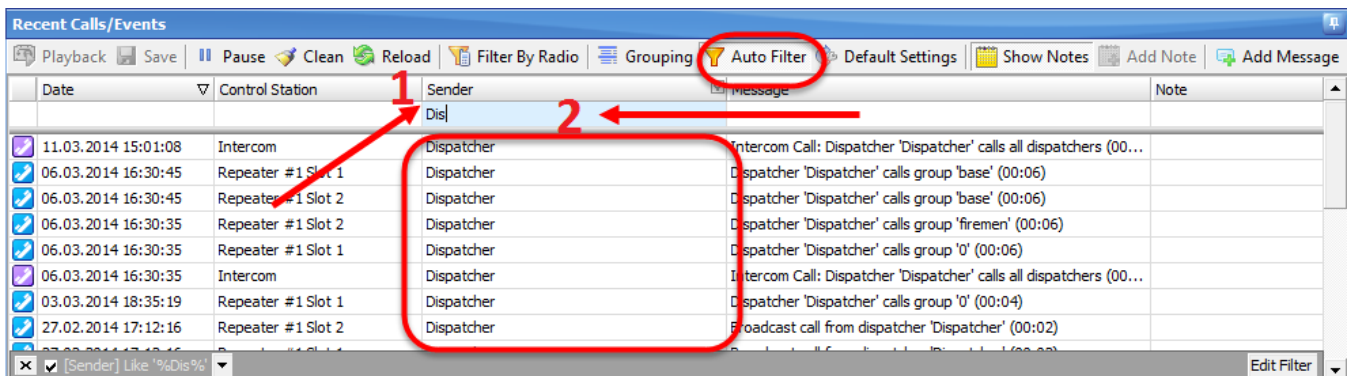 Recent Calls/Events
Playback Save Pause Clean Reload Filter By Radio Grouping Auto Filter Default Settings Show Notes Add Note Add Message
Date Control Station Sender Message Note
1 Dis 2
11.03.2014 15:01:08 Intercom Dispatcher Intercom Call: Dispatcher 'Dispatcher' calls all dispatchers (00...
06.03.2014 16:30:45 Repeater #1 Slot 1 Dispatcher Dispatcher 'Dispatcher' calls group 'base' (00:06)
06.03.2014 16:30:45 Repeater #1 Slot 2 Dispatcher Dispatcher 'Dispatcher' calls group 'base' (00:06)
06.03.2014 16:30:35 Repeater #1 Slot 2 Dispatcher Dispatcher 'Dispatcher' calls group 'firemen' (00:06)
06.03.2014 16:30:35 Repeater #1 Slot 1 Dispatcher Dispatcher 'Dispatcher' calls group '0' (00:06)
06.03.2014 16:30:35 Intercom Dispatcher Intercom Call: Dispatcher 'Dispatcher' calls all dispatchers (00...
03.03.2014 18:35:19 Repeater #1 Slot 1 Dispatcher Dispatcher 'Dispatcher' calls group '0' (00:04)
27.02.2014 17:12:16 Repeater #1 Slot 2 Dispatcher Broadcast call from dispatcher 'Dispatcher' (00:02)
[Sender] Like '%Dis%' Edit Filter